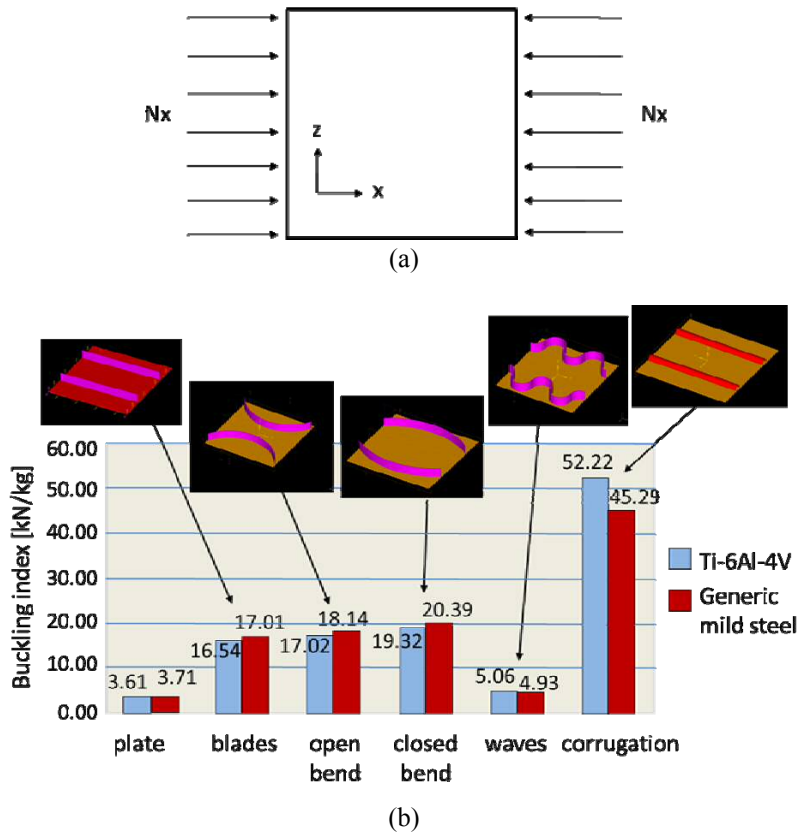 Nx
Nx
z
x
(a)
Buckling index [kN/kg]
60.00
50.00
40.00
30.00
20.00
10.00
0.00
3.61
3.71
16.54
17.01
17.02
18.14
19.32
20.39
5.06
4.93
52.22
45.29
Ti-6Al-4V
Generic
mild steel
plate
blades
open
bend
closed
bend
waves
corrugation
(b)